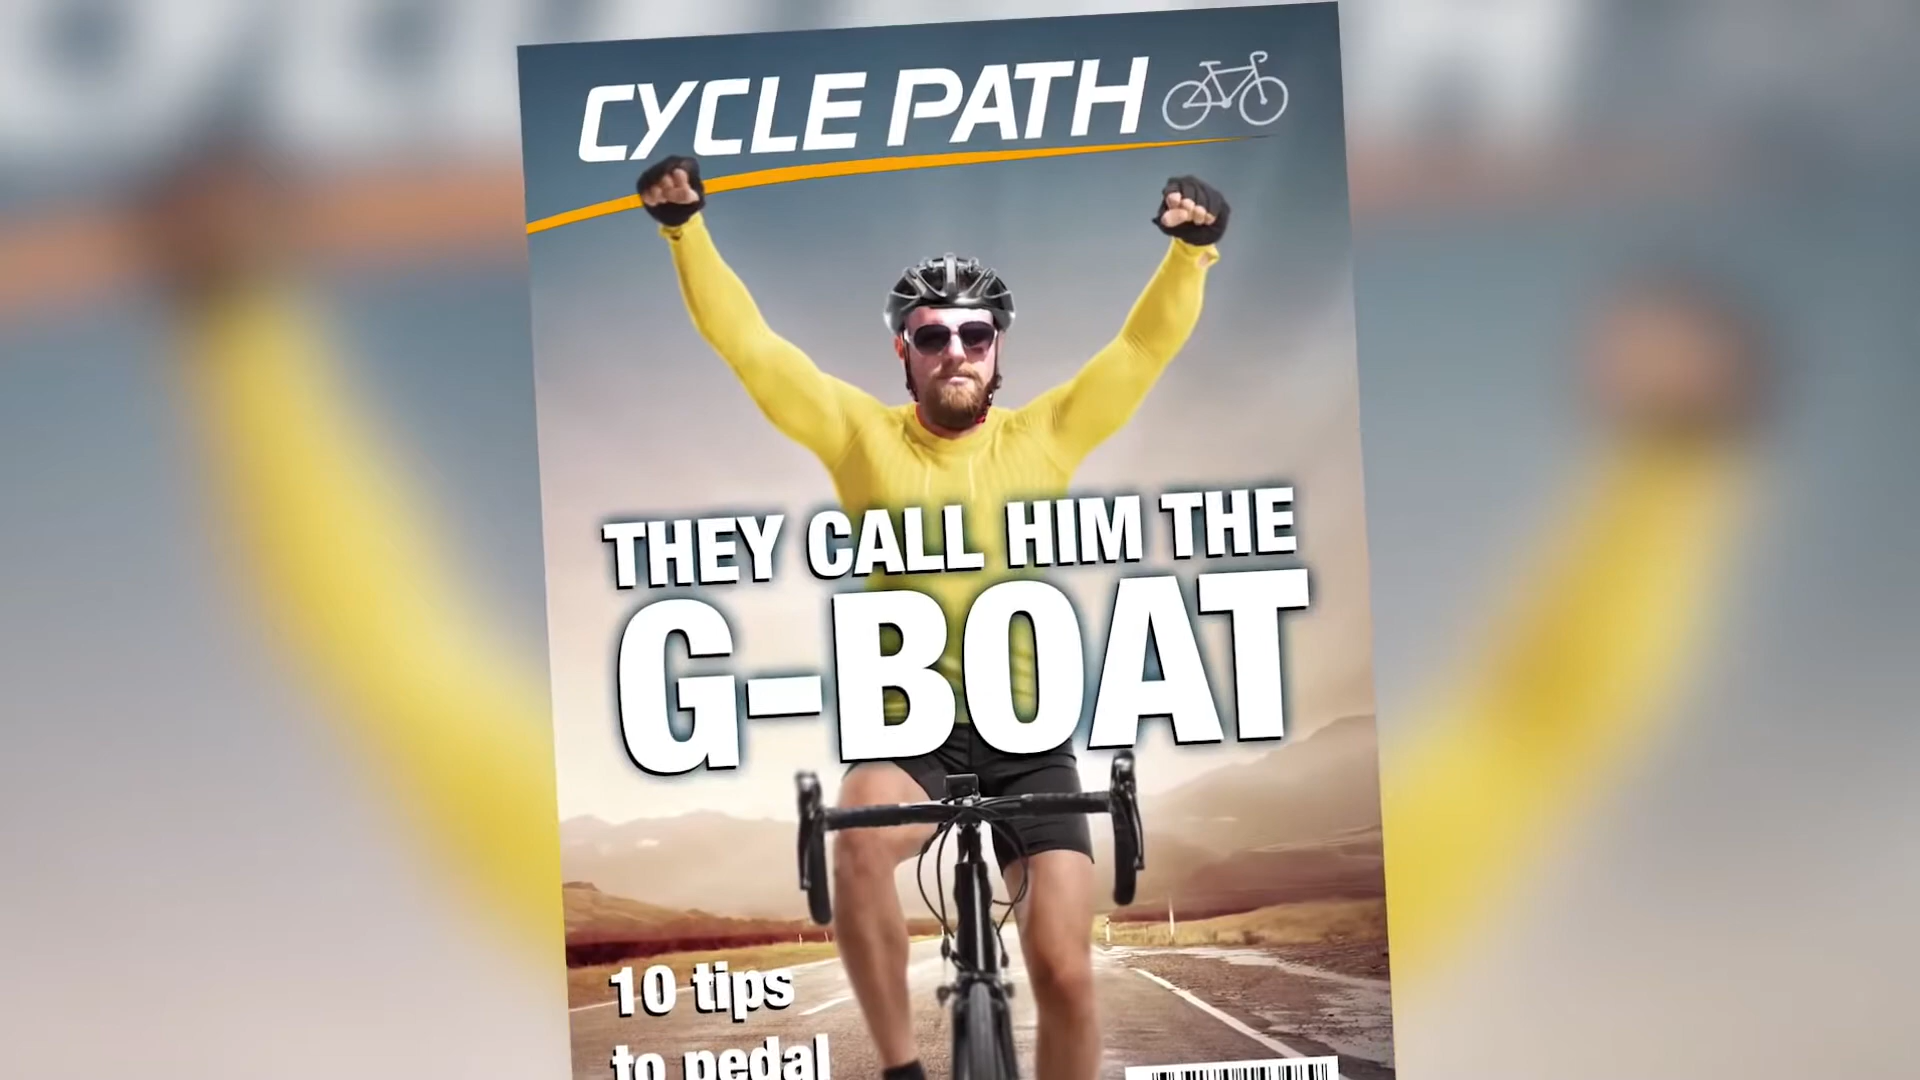 CYCLE PATH
THEY CALL HIM THE
G-BOAT
10 tips
to pedal